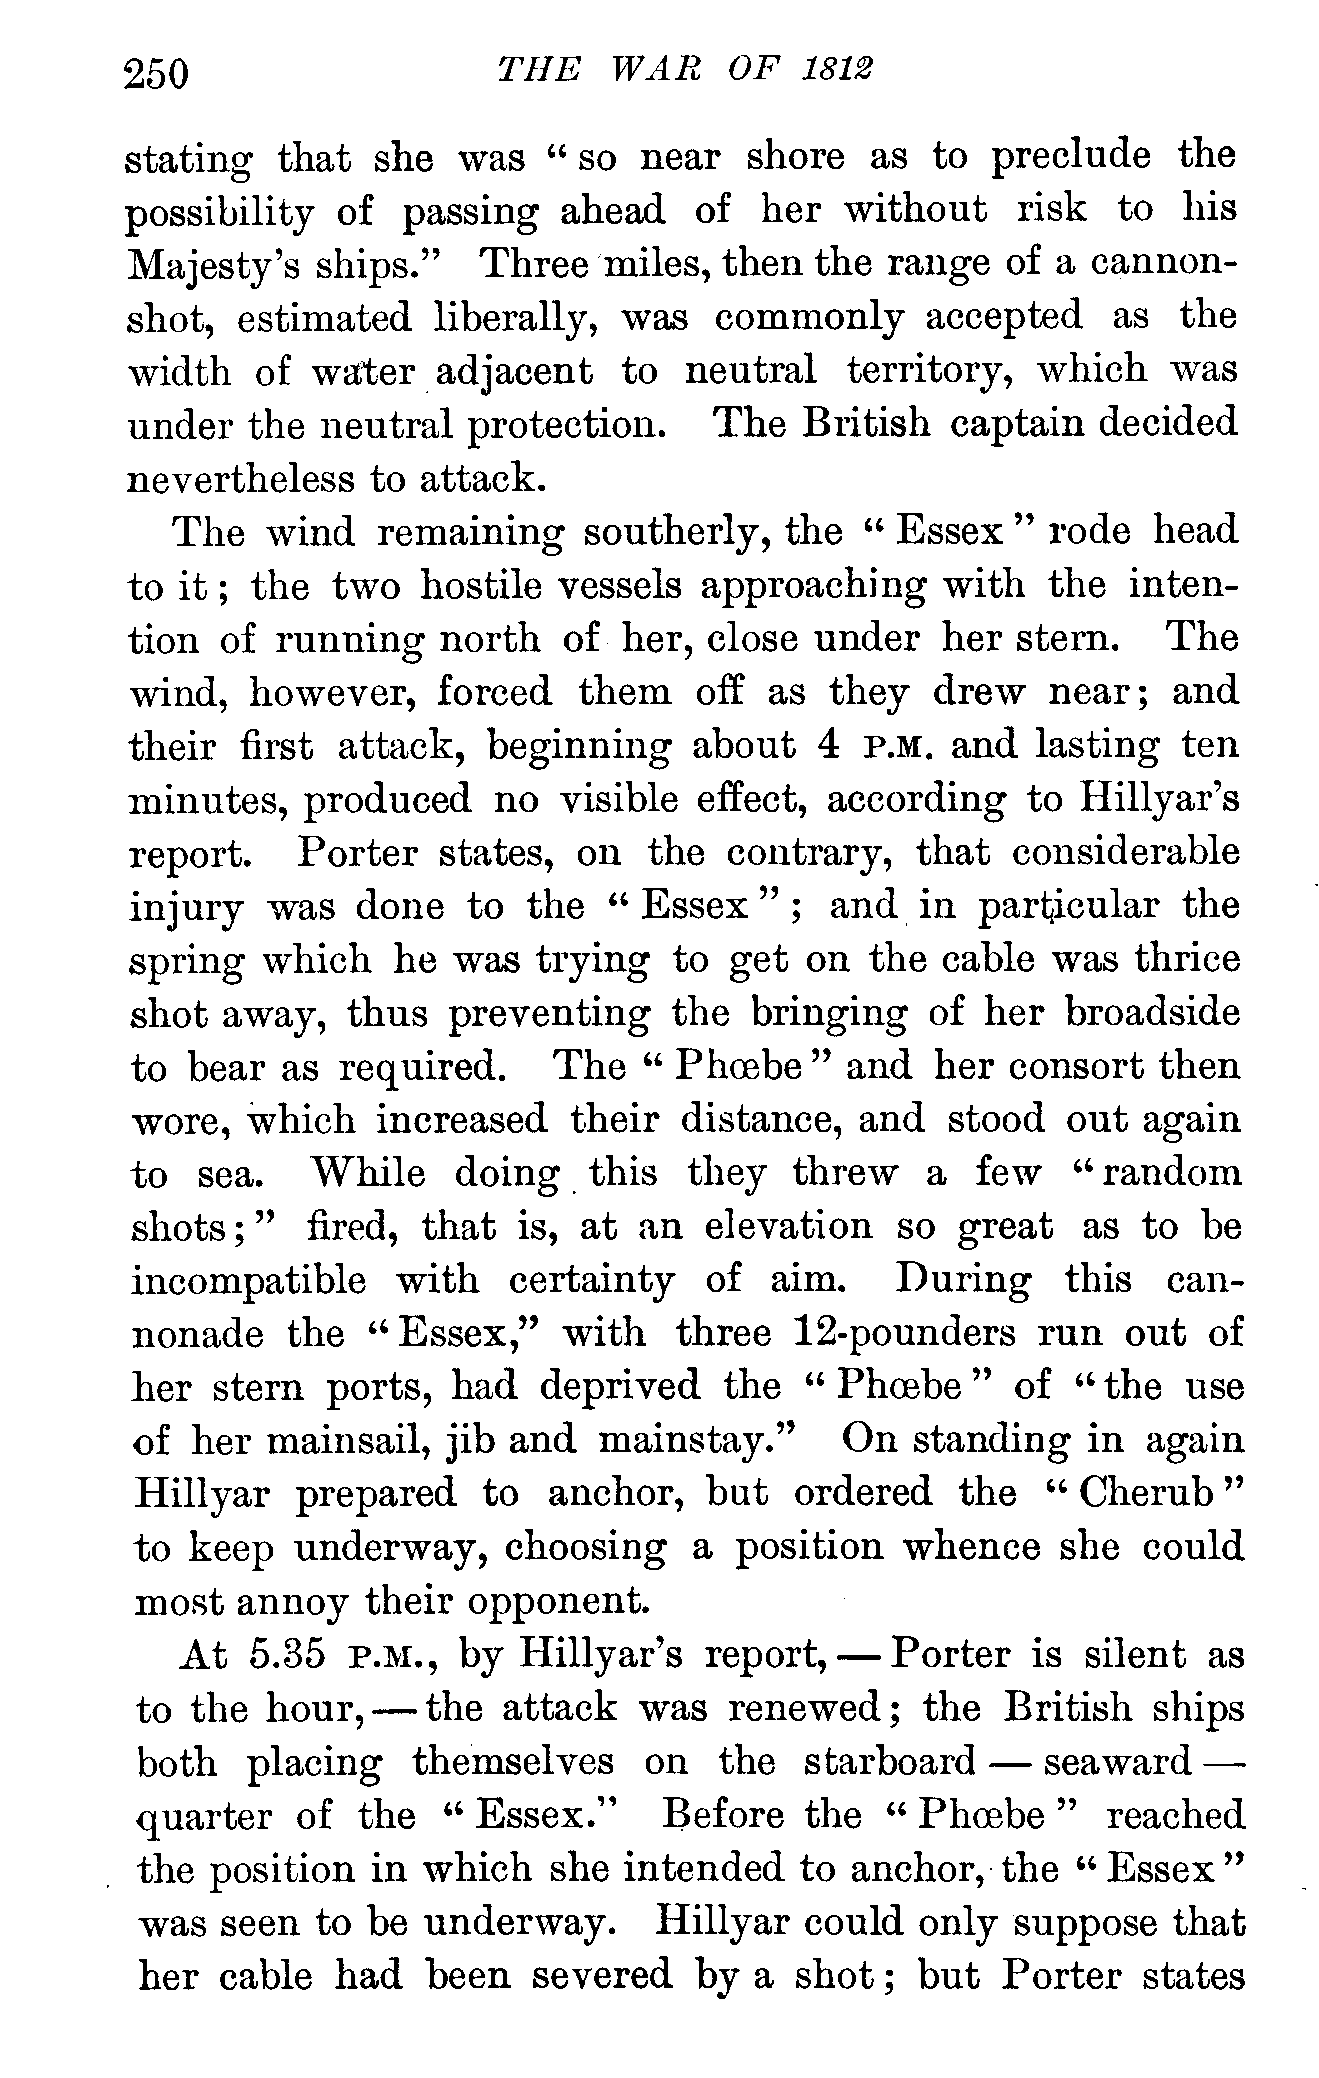 250 THE WAR OF 1812
stating that she was “ so near shore as to preclude the
possibility of passing ahead of her without risk to his
Majesty’s ships.” Three miles, then the range of a cannon-
shot, estimated liberally, was commonly accepted as the
width of water adjacent to neutral territory, which was
under the neutral protection. The British captain decided
nevertheless to attack.
The wind remaining southerly, the “ Essex ” rode head
to it ; the two hostile vessels approaching with the inten-
tion of running north of her, close under her stern. The
wind, however, forced them off as they drew near ; and
their first attack, beginning about 4 P.M. and lasting ten
minutes, produced no visible effect, according to Hillyar’s
report. Porter states, on the contrary, that considerable
injury was done to the “ Essex ” ; and in particular the
spring which he was trying to get on the cable was thrice
shot away, thus preventing the bringing of her broadside
to bear as required. The “ Phœbe ” and her consort then
wore, which increased their distance, and stood out again
to sea. While doing this they threw a few “ random
shots ; ” fired, that is, at an elevation so great as to be
incompatible with certainty of aim. During this can-
nonade the “ Essex,” with three 12-pounders run out of
her stern ports, had deprived the “ Phœbe ” of “ the use
of her mainsail, jib and mainstay.” On standing in again
Hillyar prepared to anchor, but ordered the “ Cherub ”
to keep underway, choosing a position whence she could
most annoy their opponent.
At 5.35 P.M., by Hillyar’s report, — Porter is silent as
to the hour, — the attack was renewed ; the British ships
both placing themselves on the starboard — seaward —
quarter of the “ Essex.” Before the “ Phœbe ” reached
the position in which she intended to anchor, the “ Essex ”
was seen to be underway. Hillyar could only suppose that
her cable had been severed by a shot ; but Porter states